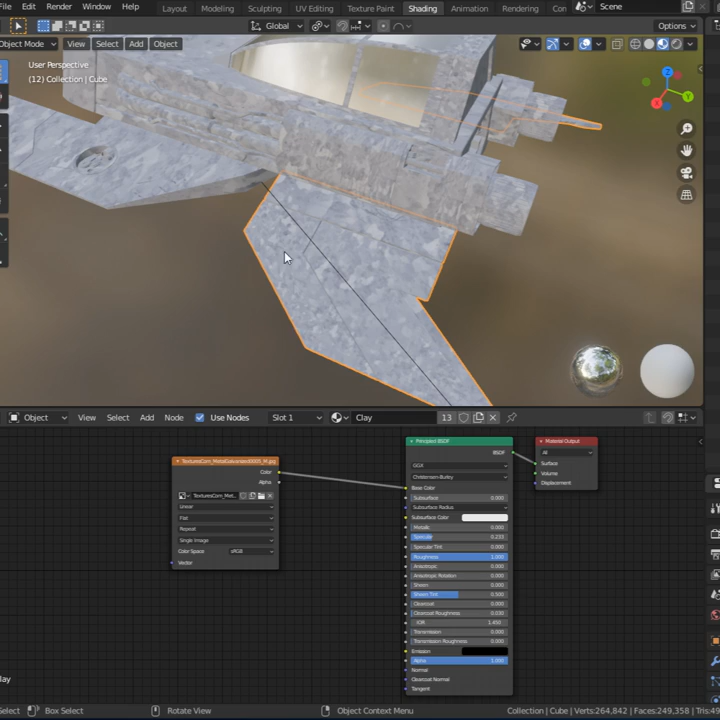 File Edit Render Window Help Layout Modeling Sculpting UV Editing Texture Paint Shading Animation Rendering Scene
Global Options
Object Mode View Select Add Object
User Perspective
(12) Collection | Cube
Z
Y
X
Object View Select Add Node Use Nodes Slot 1 Clay 13
Principled BSDF
Material Output
BSDF
All
GGX
Surface
Christensen-Burley
Volume
Displacement
Color
Alpha
Linear
Flat
Repeat
Single Image
Color Space sRGB
Vector
Base Color
Subsurface 0.000
Subsurface Radius
Subsurface Color
Metallic 0.000
Specular 0.233
Specular Tint 0.000
Roughness 1.000
Anisotropic 0.000
Anisotropic Rotation 0.000
Sheen 0.000
Sheen Tint 0.500
Clearcoat 0.000
Clearcoat Roughness 0.030
IOR 1.450
Transmission 0.000
Transmission Roughness 0.000
Emission
Alpha 1.000
Normal
Clearcoat Normal
Tangent
lay
Select Box Select Rotate View Object Context Menu Collection | Cube | Verts:264,842 | Faces:249,358 | Tris:49